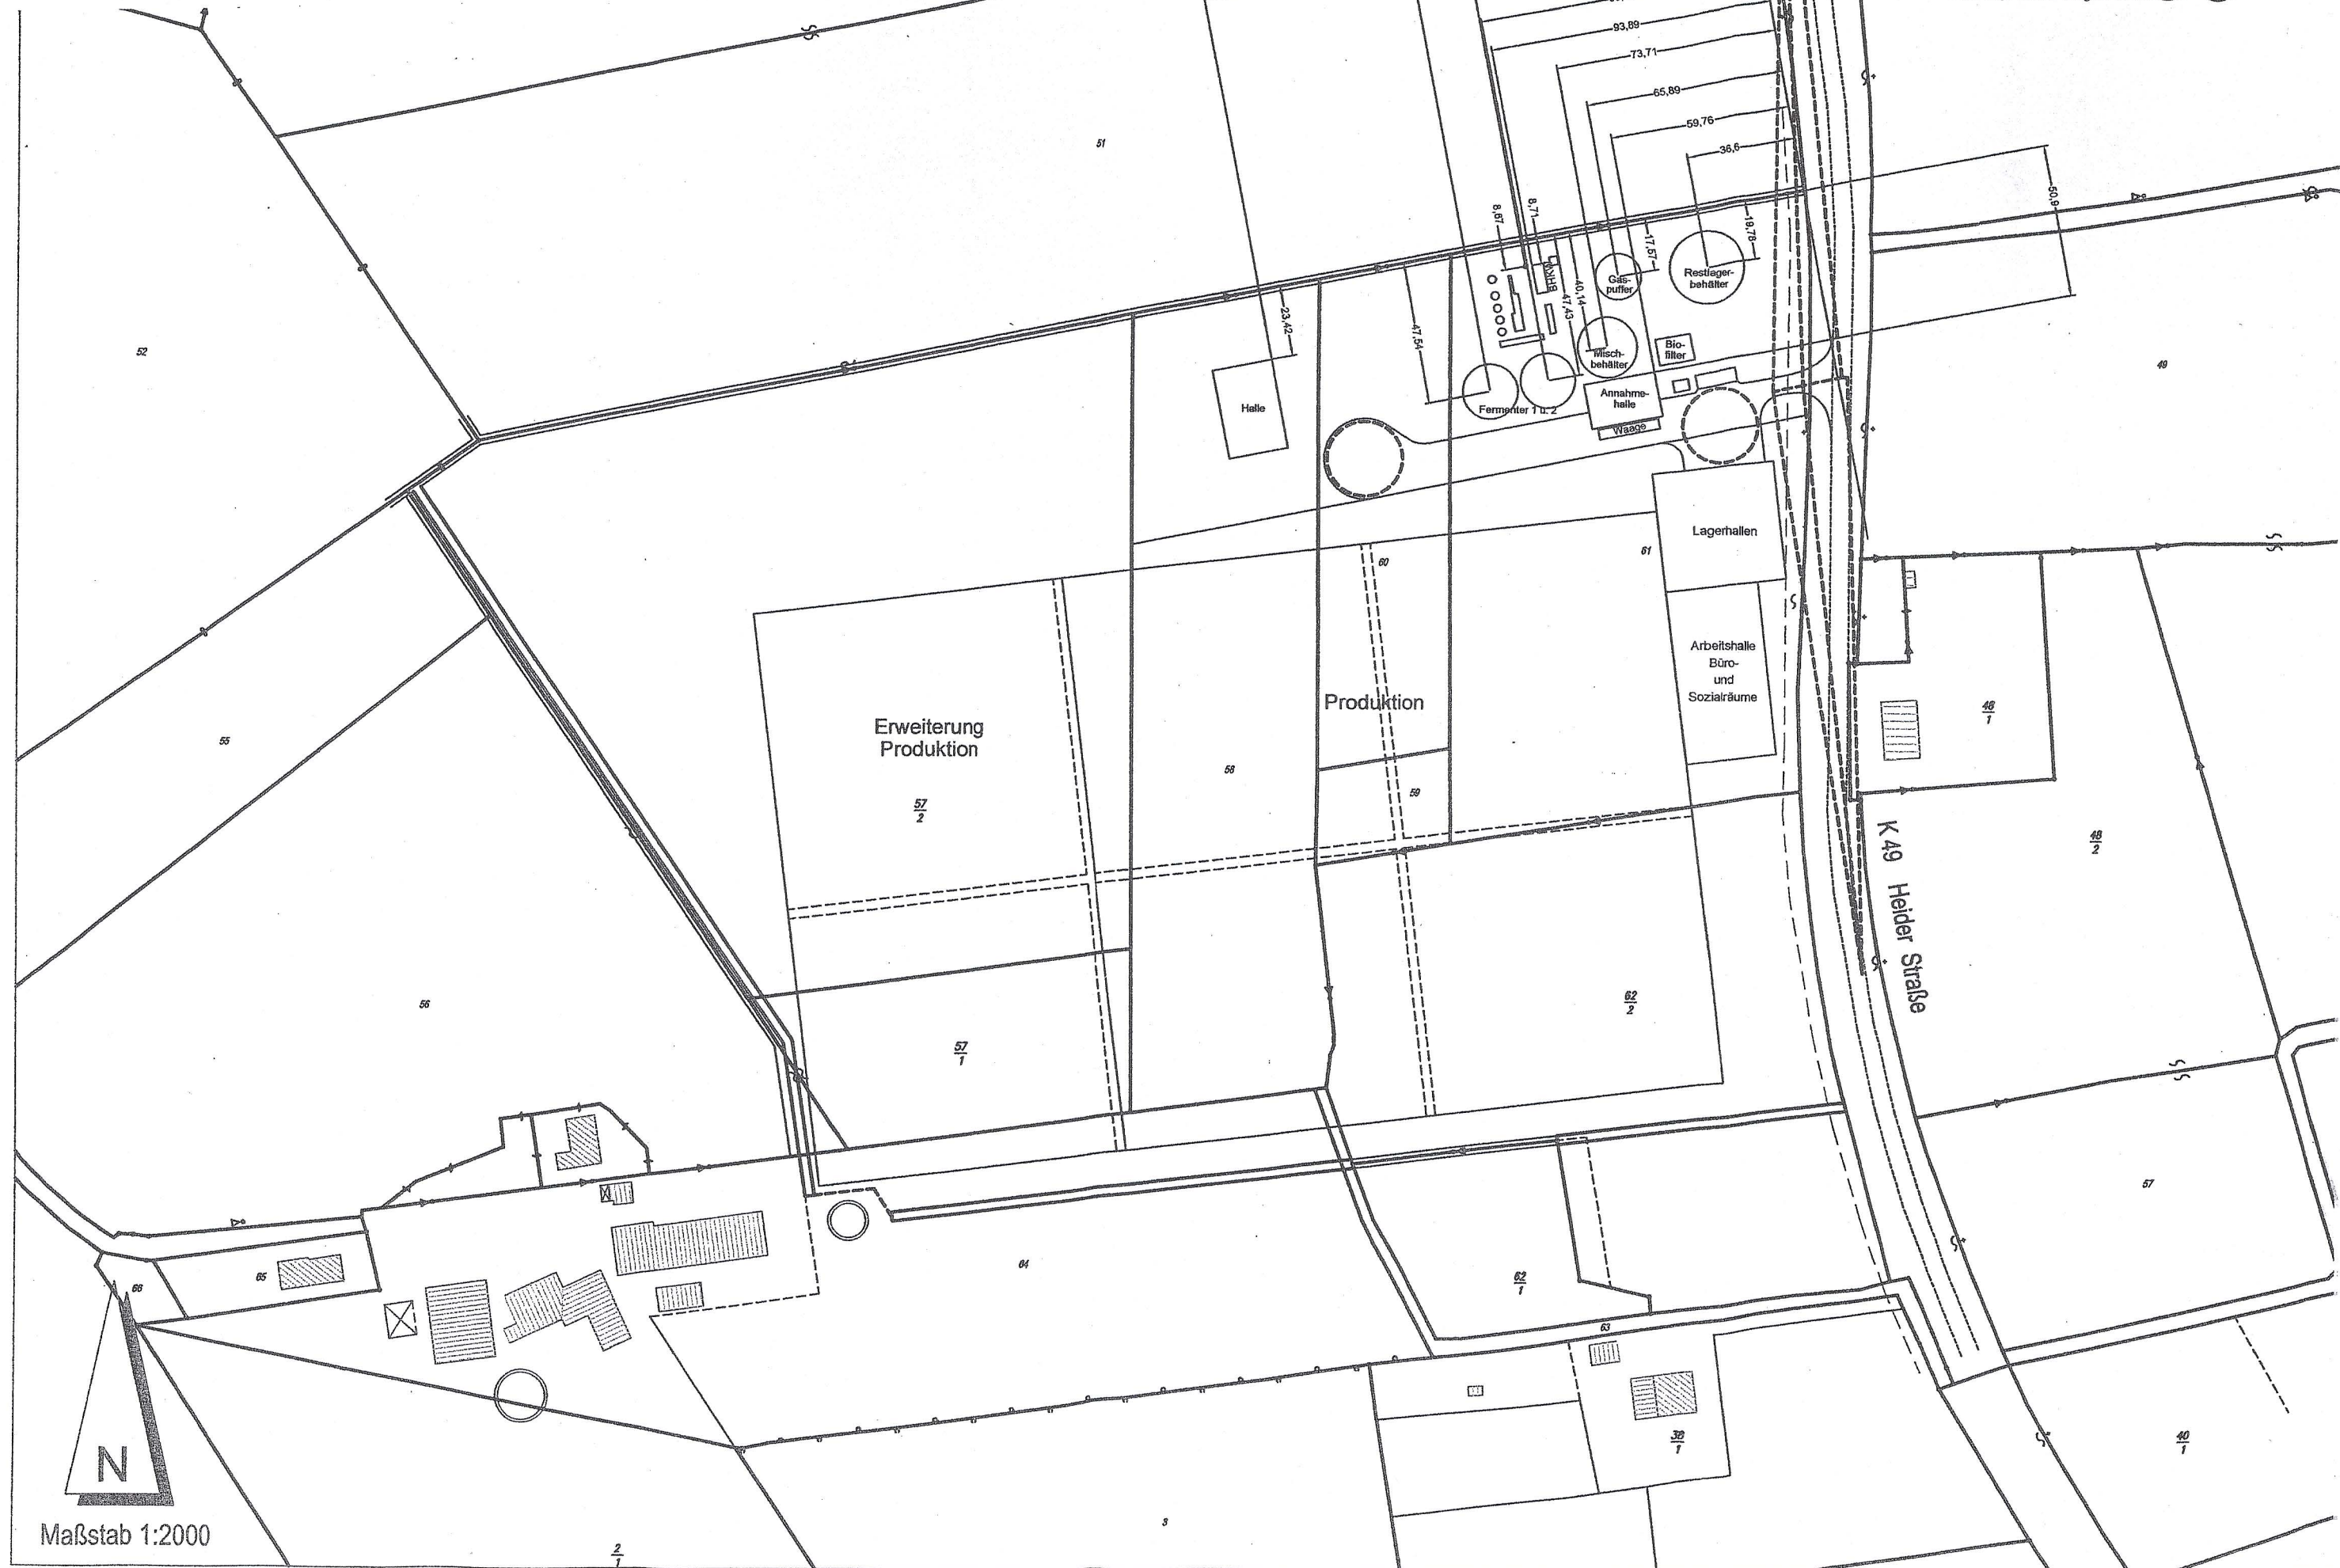 93,89
73,71
65,89
59,76
36,6
50,9
51
8,67
8,71
BHKW
40,14
47,43
17,57
18,78
Gas-
puffer
Restlager-
behälter
23,42
47,54
Misch-
behälter
Bio-
filter
52
49
Halle
Fermenter 1 u. 2
Annahme-
halle
Waage
Lagerhallen
60
61
Arbeitshalle
Büro-
und
Sozialräume
Produktion
Erweiterung
Produktion
55
58
59
57
2
48
1
48
2
K 49 Heider Straße
56
57
1
62
2
57
64
65
66
62
1
63
38
1
40
1
N
Maßstab 1:2000
3
2
1